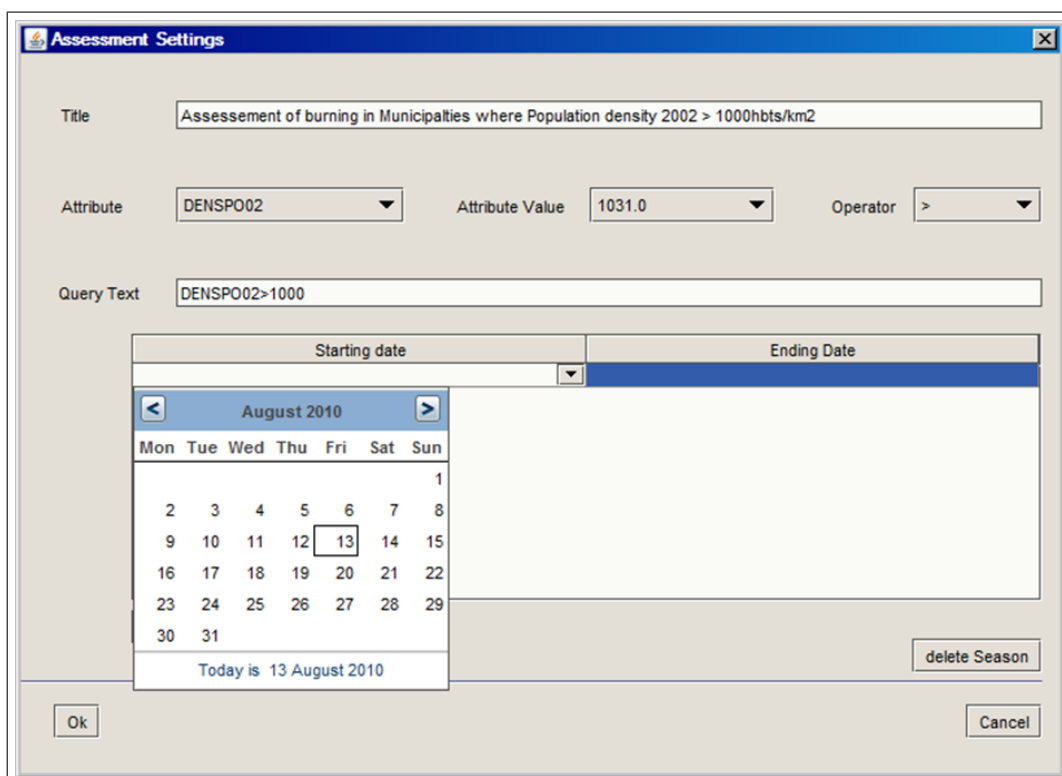 Assessment Settings
Title Assessement of burning in Municipalties where Population density 2002 > 1000hbts/km2
Attribute DENSPO02 Attribute Value 1031.0 Operator >
Query Text DENSPO02>1000
Starting date Ending Date
< August 2010 >
Mon Tue Wed Thu Fri Sat Sun
1
2 3 4 5 6 7 8
9 10 11 12 13 14 15
16 17 18 19 20 21 22
23 24 25 26 27 28 29
30 31
Today is 13 August 2010
delete Season
Ok Cancel